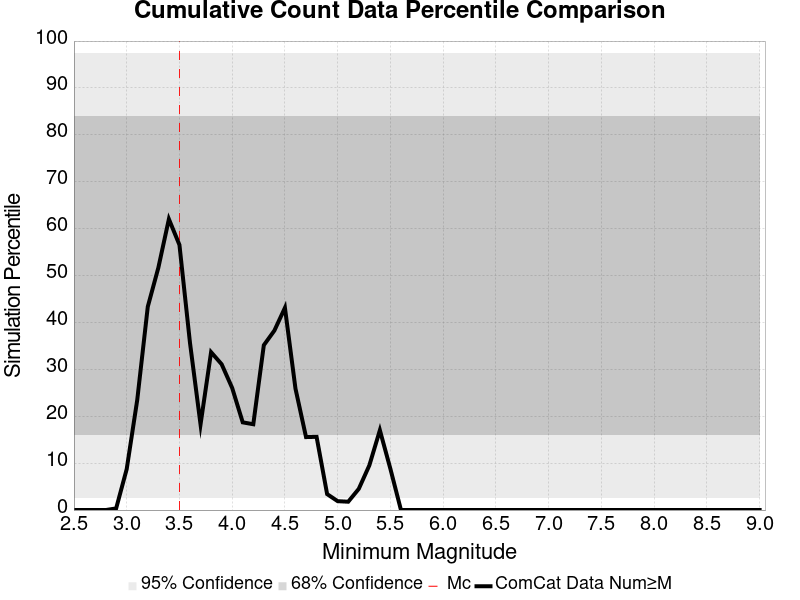 Cumulative Count Data Percentile Comparison
100
90
80
70
60
50
40
30
20
10
0
Simulation Percentile
2.5 3.0 3.5 4.0 4.5 5.0 5.5 6.0 6.5 7.0 7.5 8.0 8.5 9.0
Minimum Magnitude
95% Confidence 68% Confidence Mc ComCat Data Num≥M